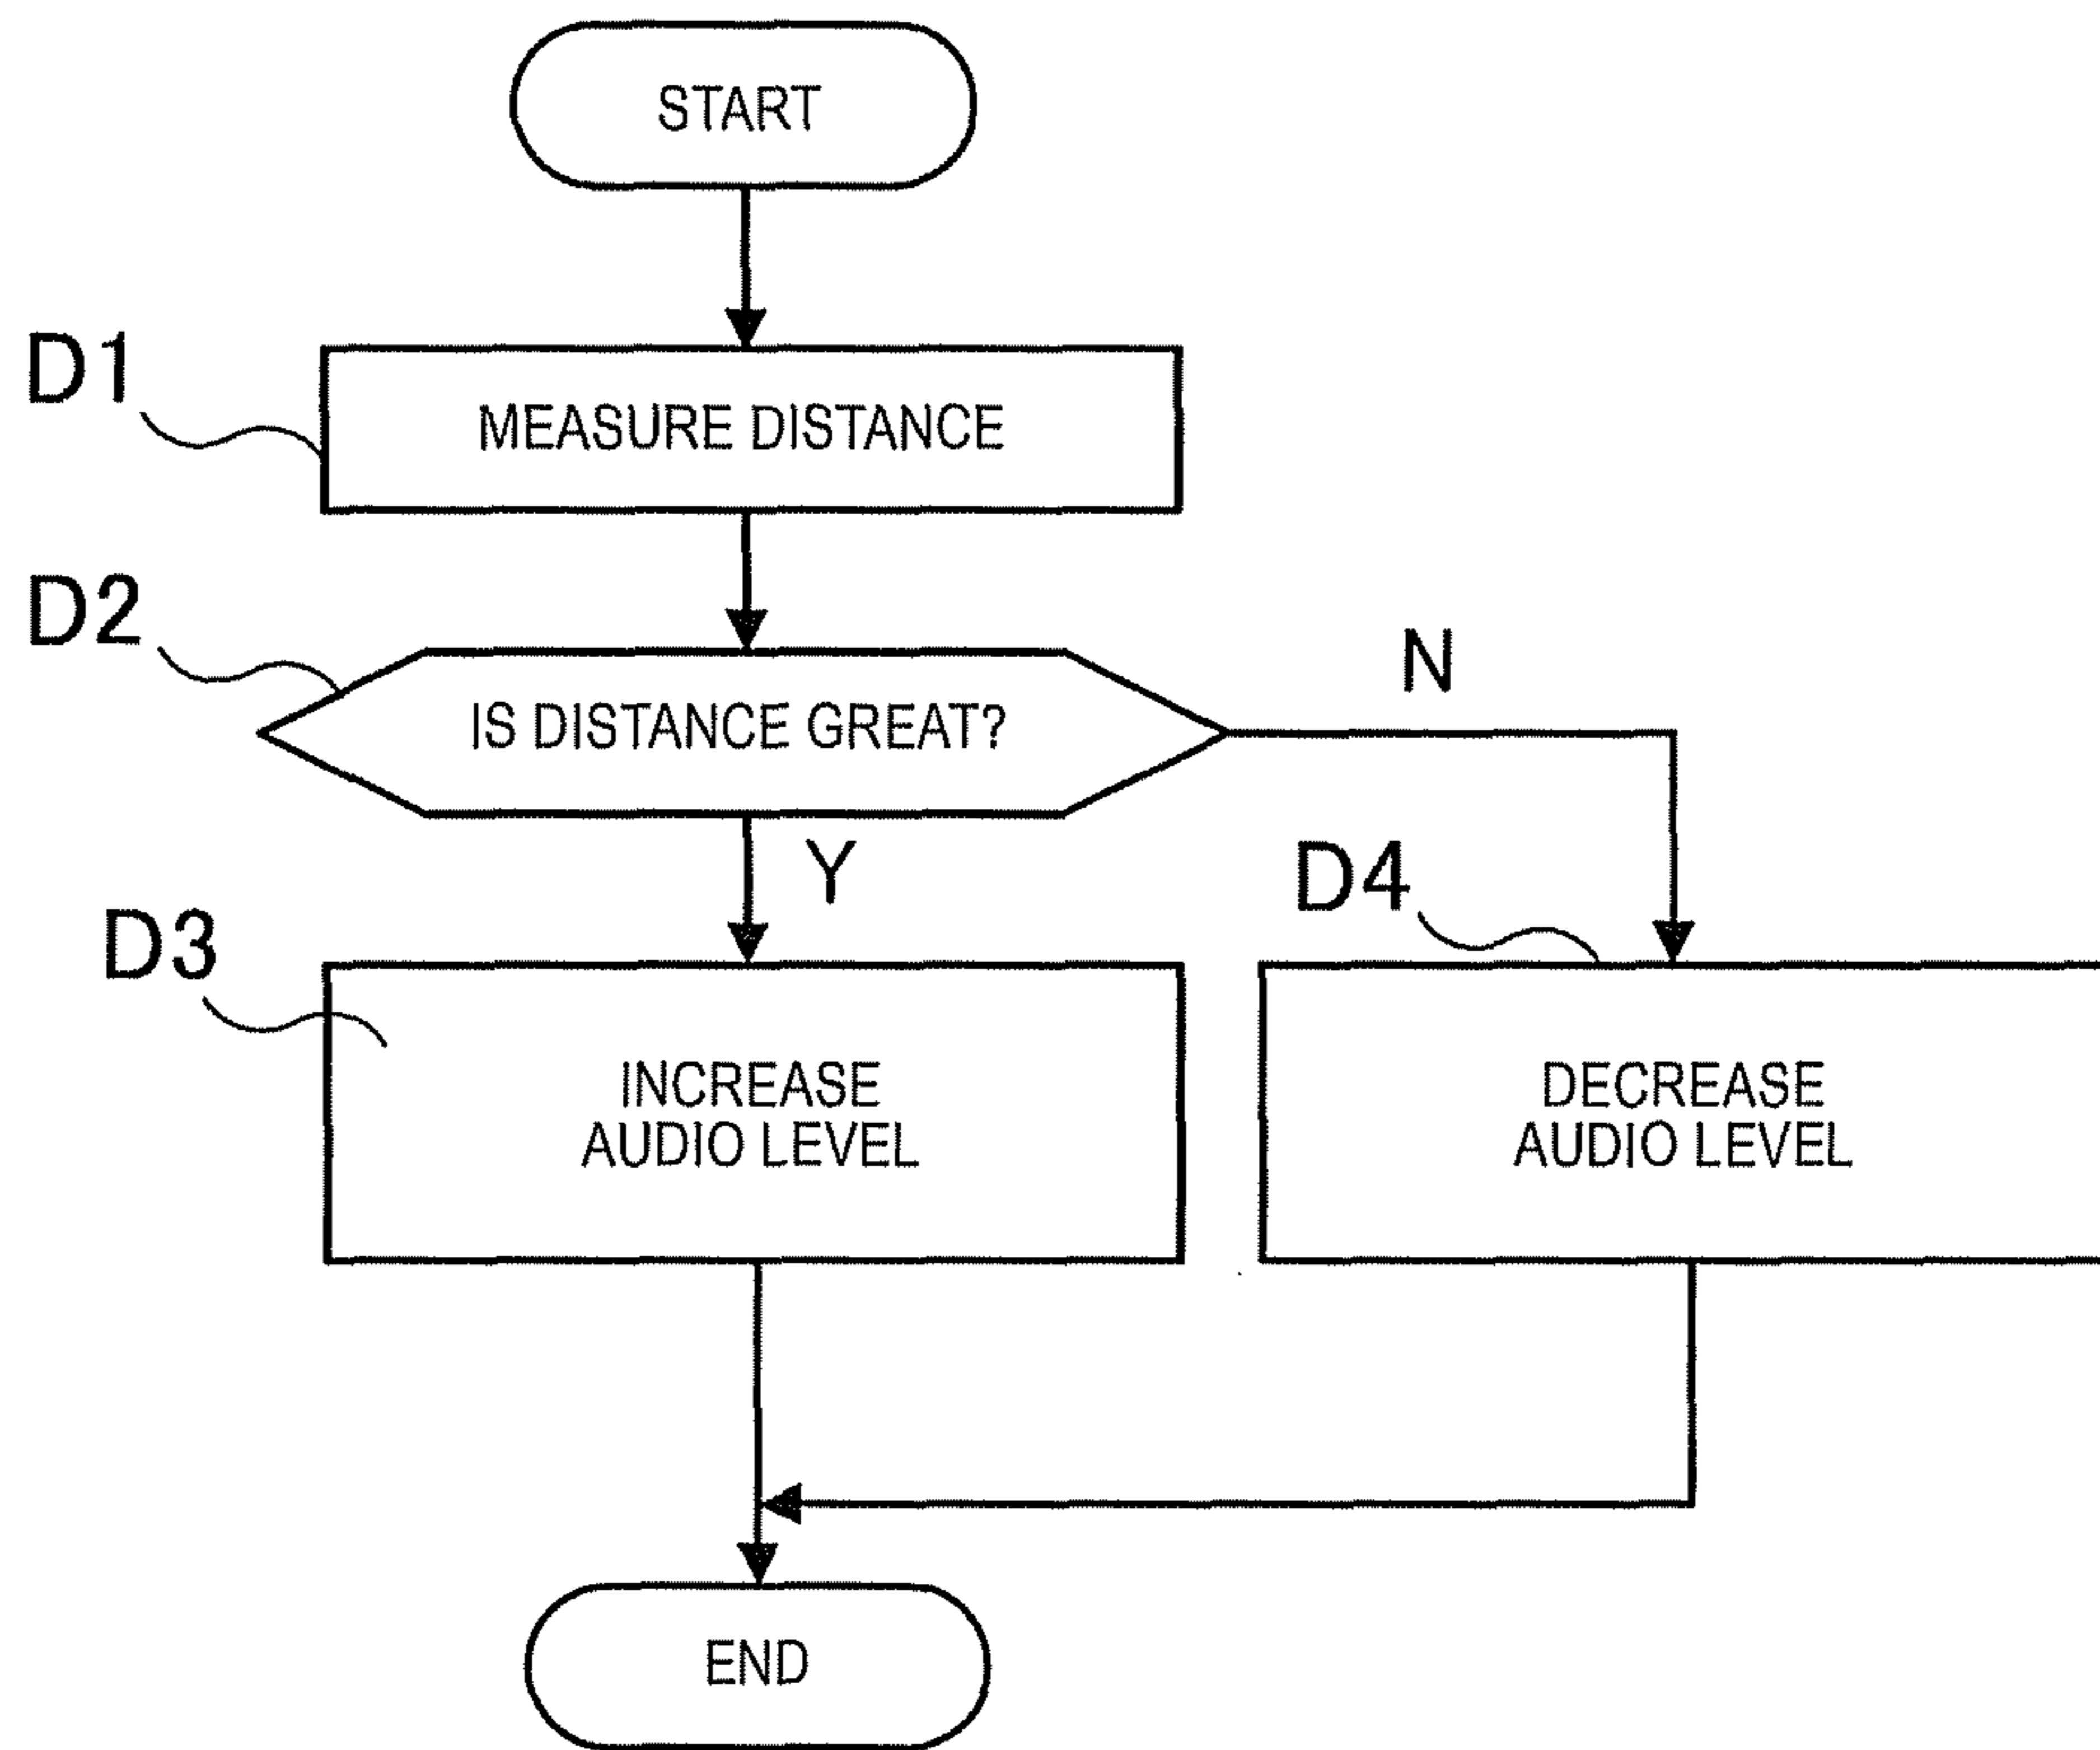 START
D1
MEASURE DISTANCE
D2
IS DISTANCE GREAT?
N
Y
D3
INCREASE
AUDIO LEVEL
D4
DECREASE
AUDIO LEVEL
END